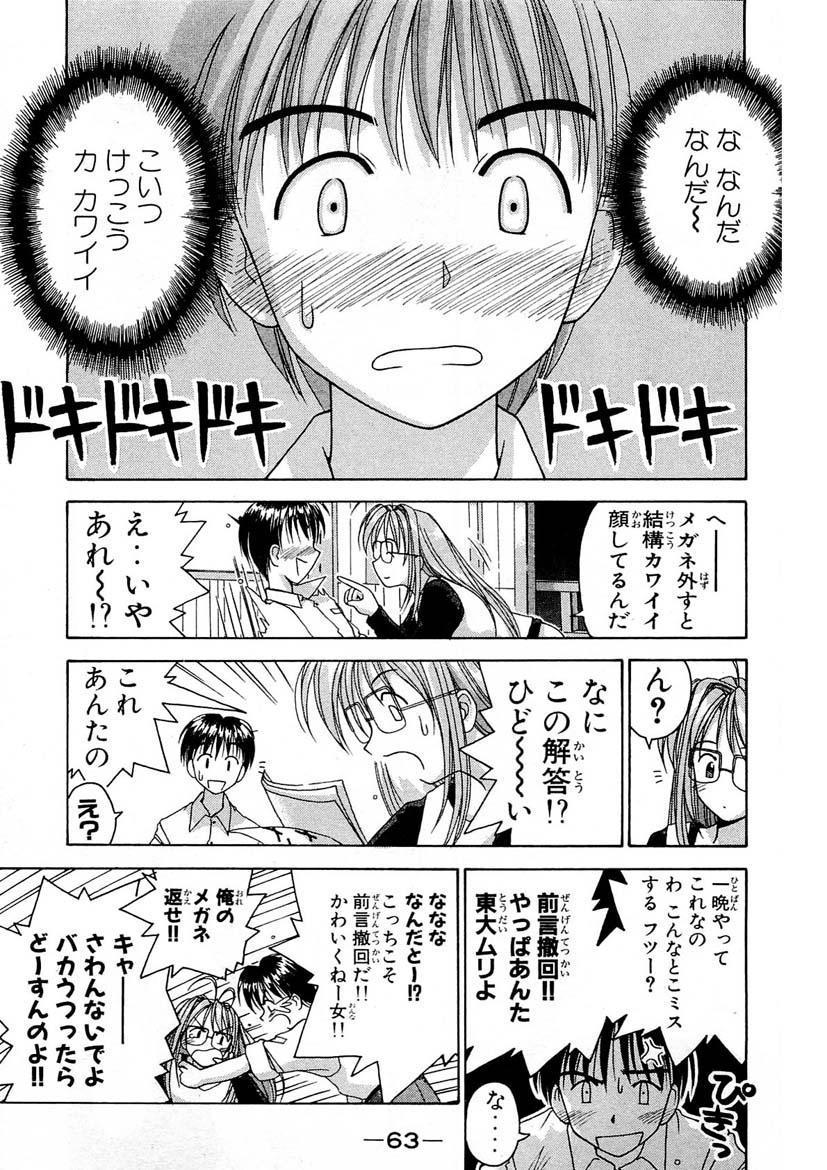 な なんだ
なんだ〜
こいつ
けっこう
カ カワイイ
ドキドキ
ドキドキドキ
へ――
メガネ外すと
結構カワイイ
顔してるんだ
え‥いや
あれ〜!?
ん?
なに
この解答!?
ひど〜〜〜い
これ
あんたの
え?
一晩やって
これなの
わ こんなとこミス
する フツー?
前言撤回!!
やっぱあんた
東大ムリよ
ぴきっ
な‥‥
ななな
なんだとー!?
こっちこそ
前言撤回だ!!
かわいくねー女!!
俺の
メガネ
返せ!!
キャ――
さわんないでよ
バカうつったら
どーすんのよ!!
—63—